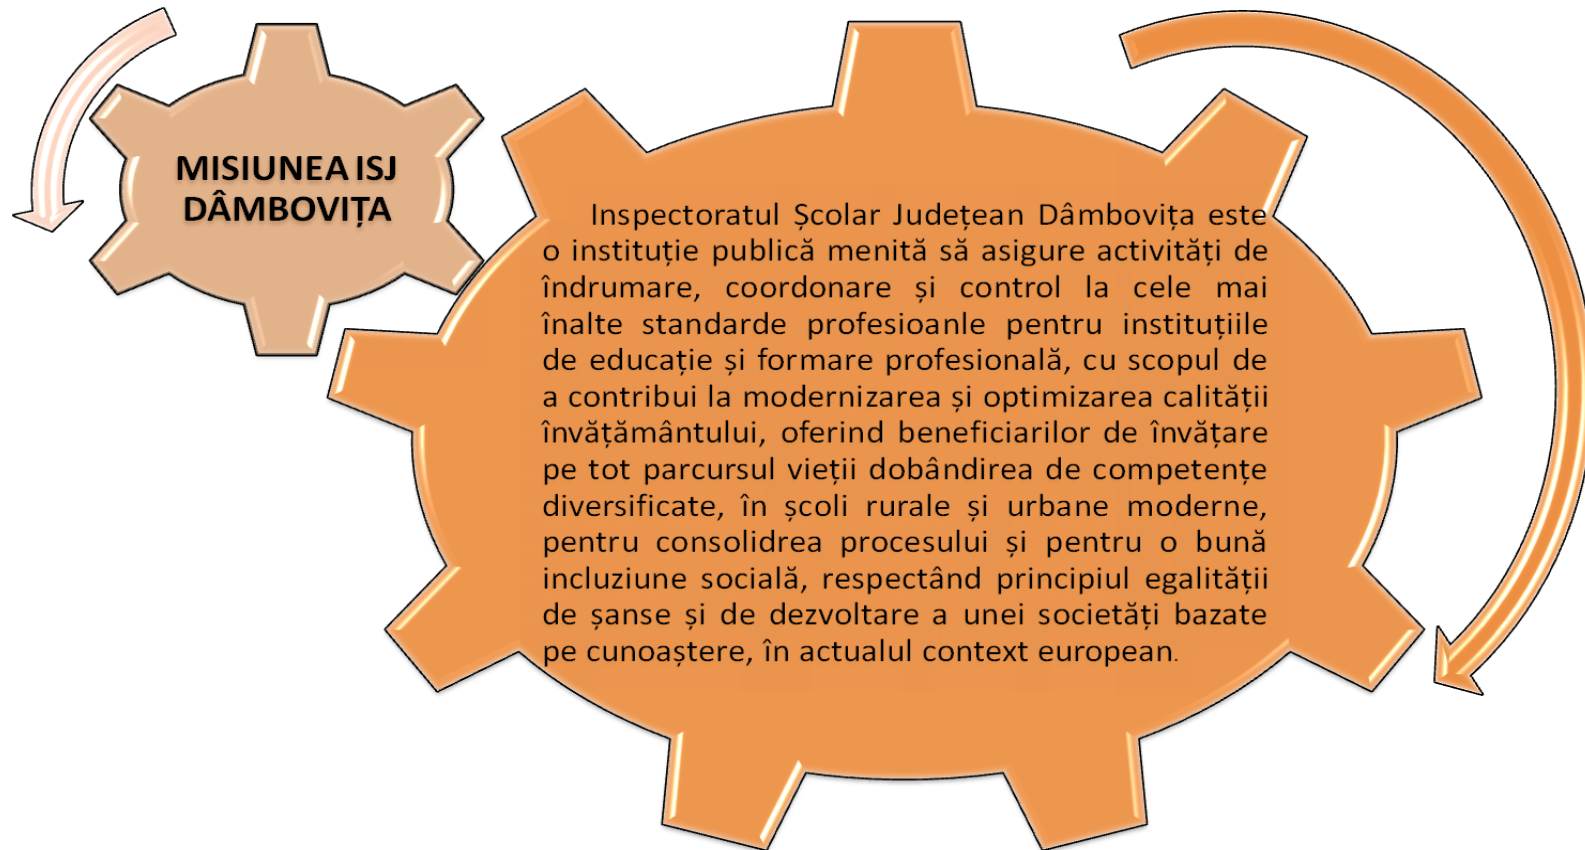 MISIUNEA ISJ
DÂMBOVIȚA
Inspectoratul Școlar Județean Dâmbovița este
o instituție publică menită să asigure activități de
îndrumare, coordonare și control la cele mai
înalte standarde profesioanle pentru instituțiile
de educație și formare profesională, cu scopul de
a contribui la modernizarea și optimizarea calității
învățământului, oferind beneficiarilor de învățare
pe tot parcursul vieții dobândirea de competențe
diversificate, în școli rurale și urbane moderne,
pentru consolidrea procesului și pentru o bună
incluziune socială, respectând principiul egalității
de șanse și de dezvoltare a unei societăți bazate
pe cunoaștere, în actualul context european.